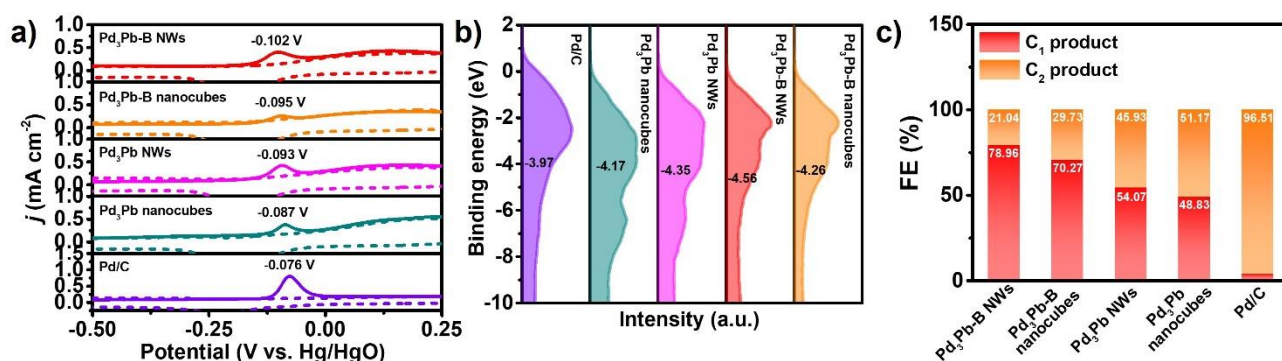 a)
Pd₃Pb-B NWs
-0.102 V
Pd₃Pb-B nanocubes
-0.095 V
Pd₃Pb NWs
-0.093 V
Pd₃Pb nanocubes
-0.087 V
Pd/C
-0.076 V
1.0
0.5
0.0
1.0
0.5
0.0
1.0
0.5
0.0
1.0
0.5
0.0
1.5
1.0
0.5
0.0
j (mA cm⁻²)
-0.50
-0.25
0.00
0.25
Potential (V vs. Hg/HgO)
b)
2
0
-2
-4
-6
-8
-10
Binding energy (eV)
Pd/C
Pd₃Pb nanocubes
Pd₃Pb NWs
Pd₃Pb-B NWs
Pd₃Pb-B nanocubes
-3.97
-4.17
-4.35
-4.56
-4.26
Intensity (a.u.)
c)
C₁ product
C₂ product
150
100
50
0
FE (%)
21.04
29.73
45.93
51.17
96.51
78.96
70.27
54.07
48.83
Pd₃Pb-B NWs
Pd₃Pb-B
nanocubes
Pd₃Pb NWs
Pd₃Pb
nanocubes
Pd/C